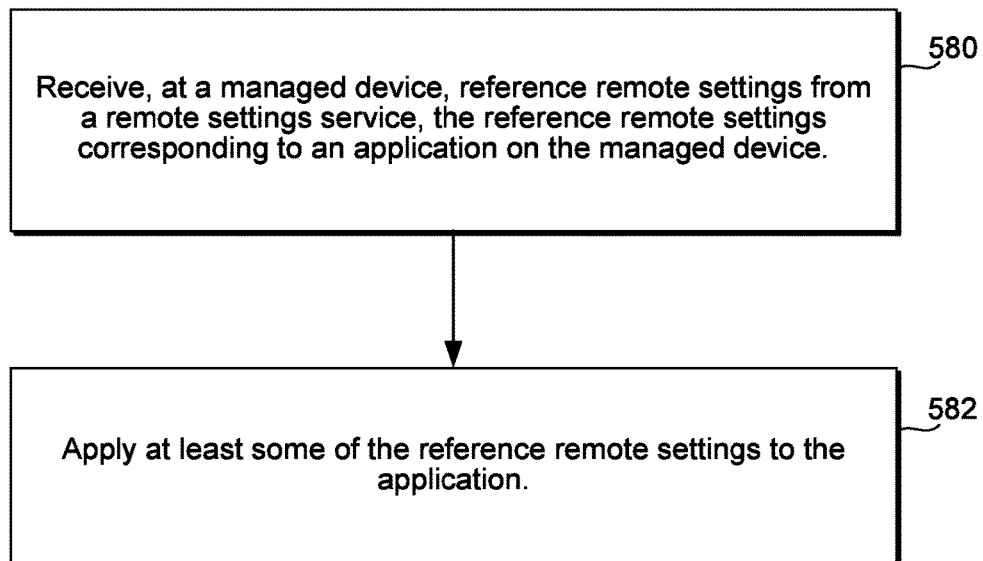 580
Receive, at a managed device, reference remote settings from
a remote settings service, the reference remote settings
corresponding to an application on the managed device.
582
Apply at least some of the reference remote settings to the
application.